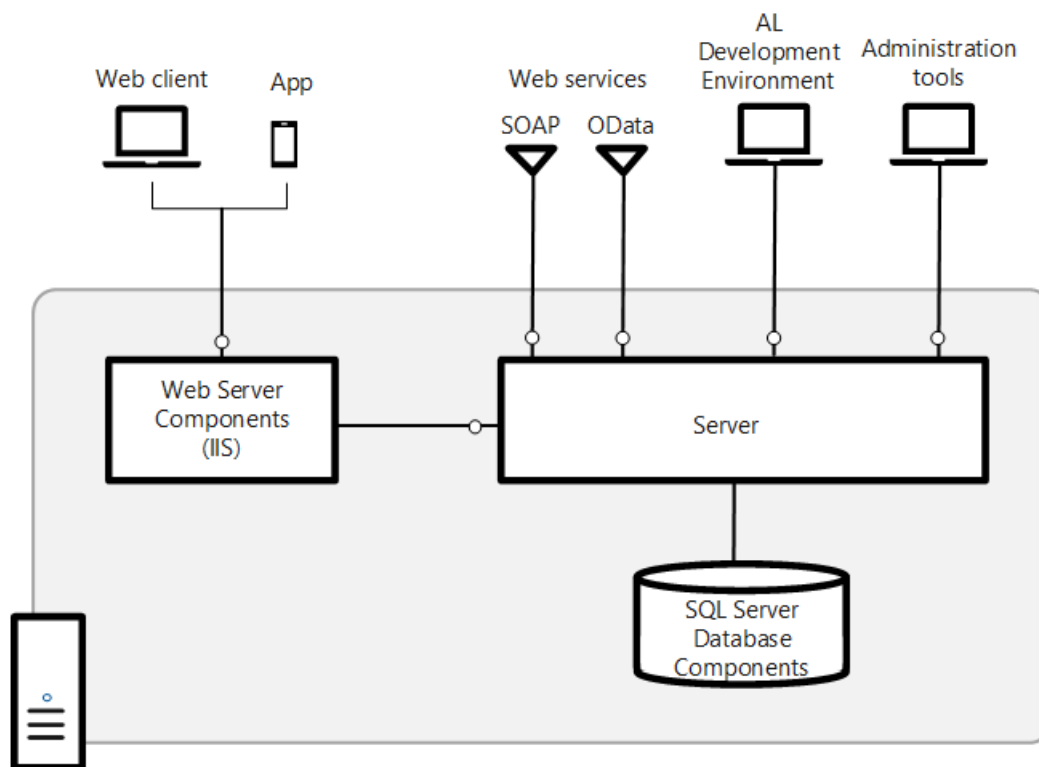 Web client
App
Web services
SOAP
OData
AL
Development
Environment
Administration
tools
Web Server
Components
(IIS)
Server
SQL Server
Database
Components